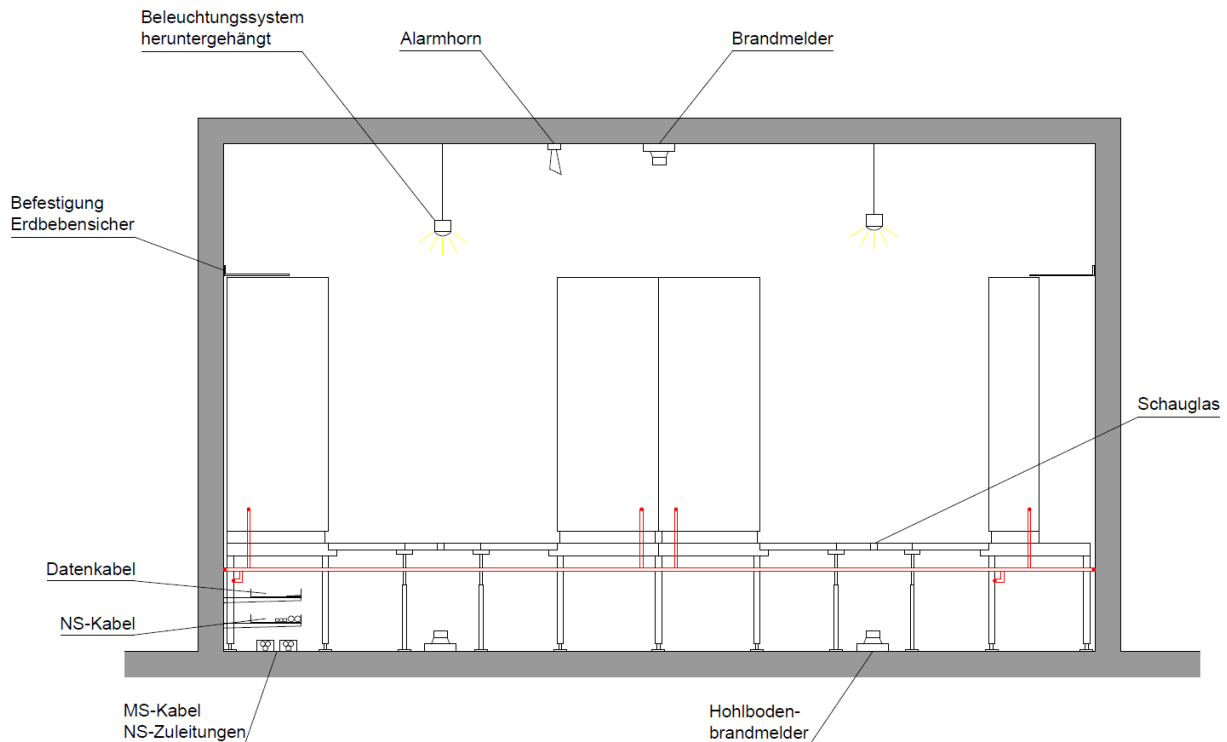 Beleuchtungssystem
heruntergehängt
Alarmhorn
Brandmelder
Befestigung
Erdbebensicher
Schauglas
Datenkabel
NS-Kabel
MS-Kabel
NS-Zuleitungen
Hohlboden-
brandmelder